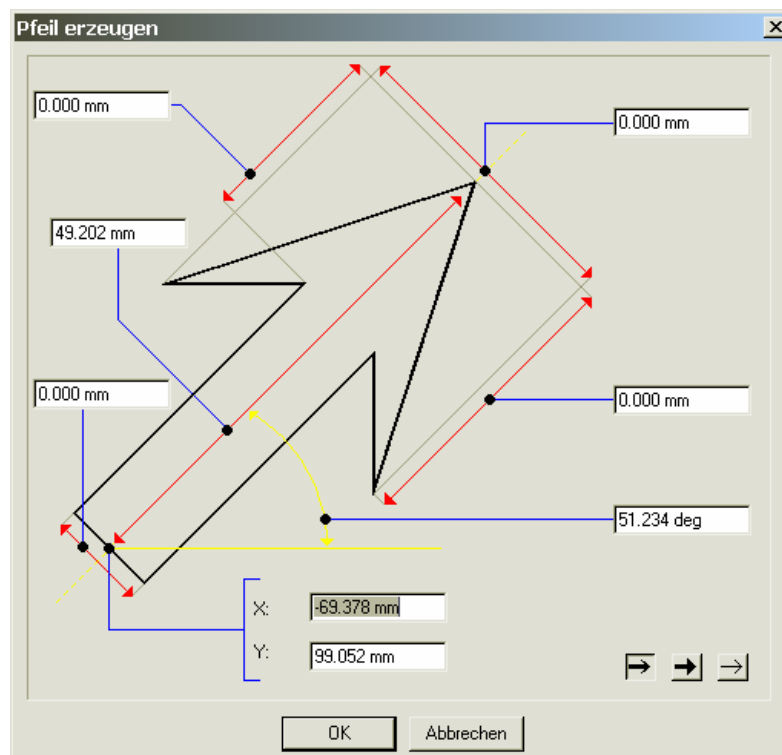 Pfeil erzeugen
0.000 mm
0.000 mm
49.202 mm
0.000 mm
0.000 mm
51.234 deg
X: -69.378 mm
Y: 99.052 mm
OK Abbrechen